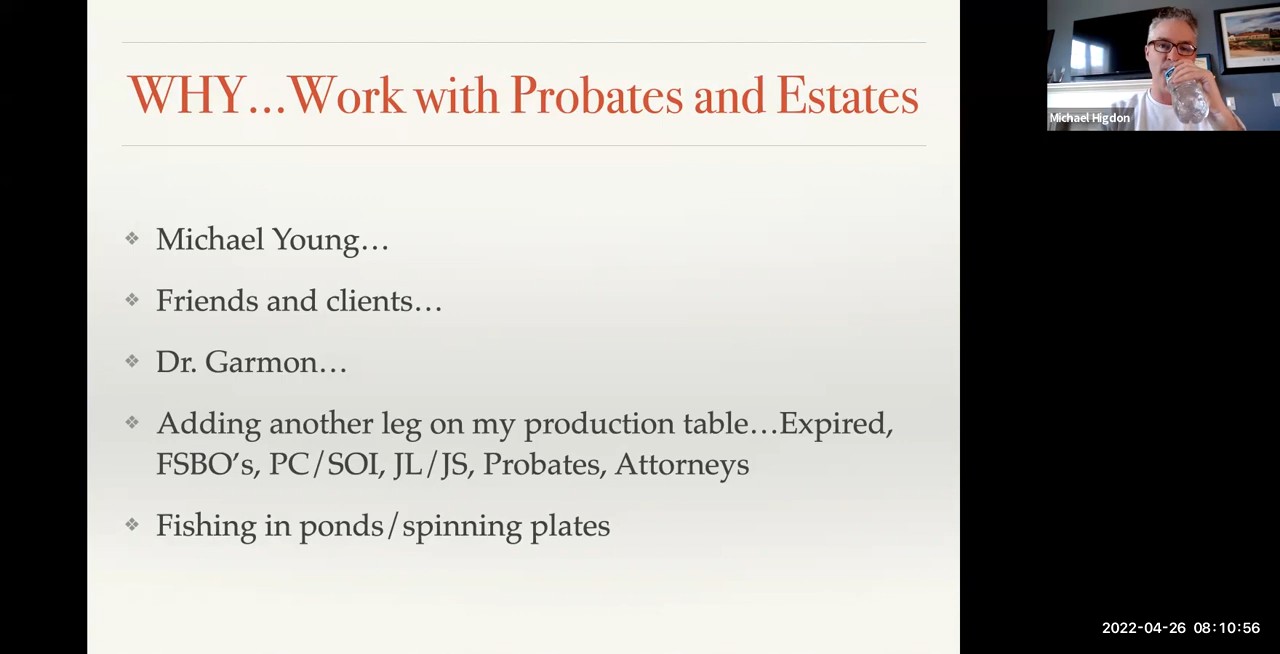 WHY...Work with Probates and Estates
Michael Higdon
Michael Young...
Friends and clients...
Dr. Garmon...
Adding another leg on my production table...Expired,
FSBO's, PC/SOI, JL/JS, Probates, Attorneys
Fishing in ponds/spinning plates
2022-04-26 08:10:56